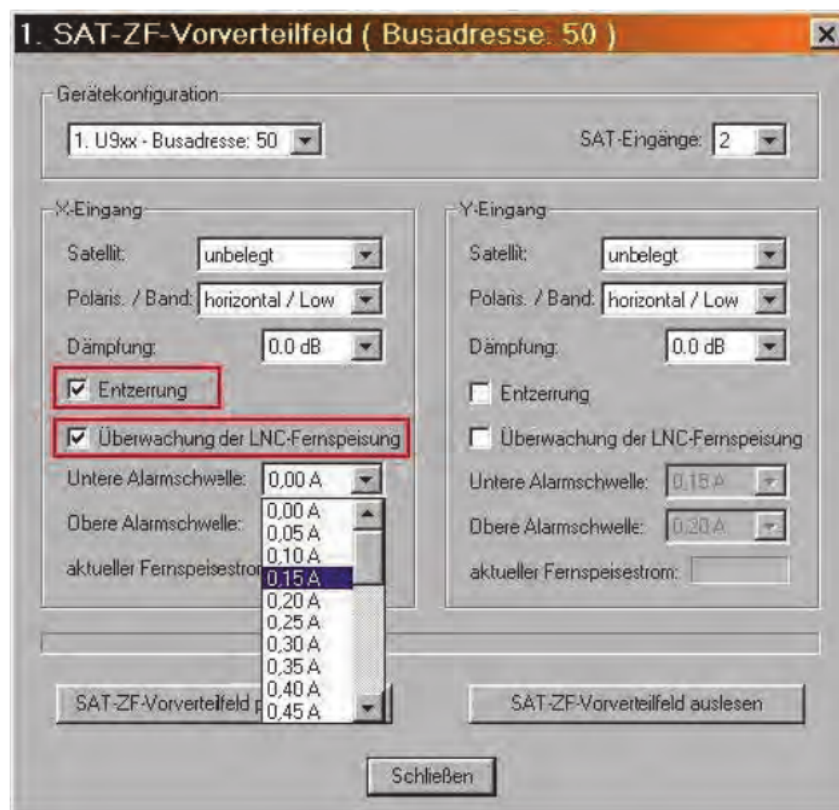 1. SAT-ZF-Vorverteilfeld ( Busadresse: 50 )
Gerätekonfiguration
1. U9xx - Busadresse: 50
SAT-Eingänge: 2
X-Eingang
Satellit: unbelegt
Polaris. / Band: horizontal / Low
Dämpfung: 0.0 dB
Entzerrung
Überwachung der LNC-Fernspeisung
Untere Alarmschwelle: 0,00 A
Obere Alarmschwelle:
aktueller
0,00 A
0,05 A
0,10 A
0,15 A
0,20 A
0,25 A
0,30 A
0,35 A
0,40 A
0,45 A
Y-Eingang
Satellit: unbelegt
Polaris. / Band: horizontal / Low
Dämpfung: 0.0 dB
Entzerrung
Überwachung der LNC-Fernspeisung
Untere Alarmschwelle: 0,15 A
Obere Alarmschwelle: 0,20 A
aktueller Fernspeisestrom:
SAT-ZF-Vorverteilfeld
SAT-ZF-Vorverteilfeld auslesen
Schließen